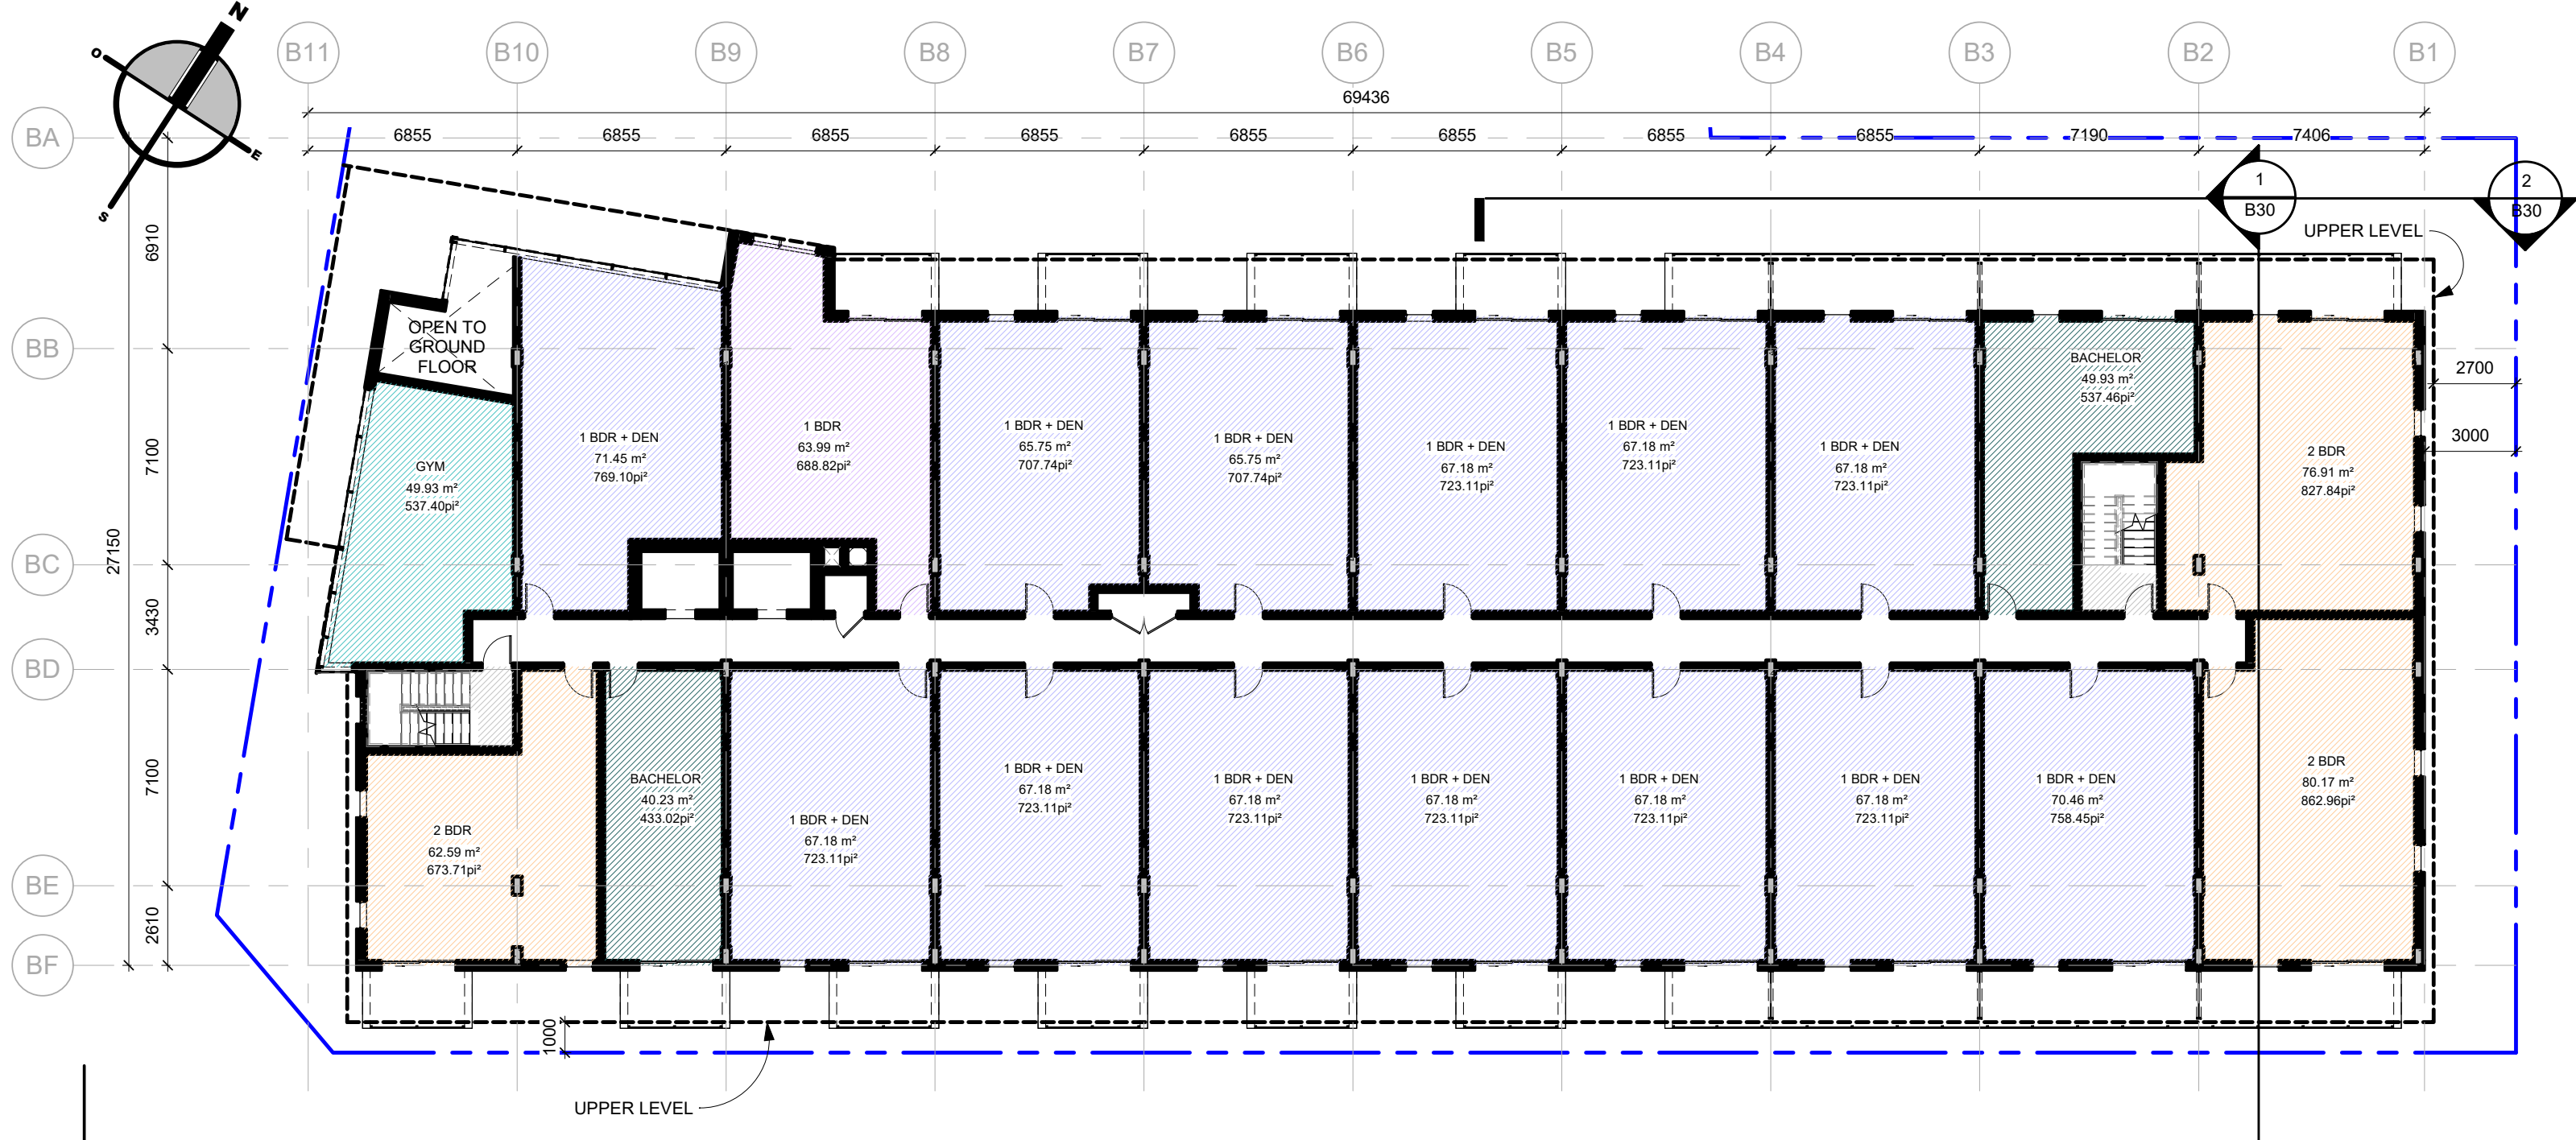 N
O
E
S
B11
B10
B9
B8
B7
B6
B5
B4
B3
B2
B1
69436
6855
6855
6855
6855
6855
6855
6855
6855
7190
7406
BA
BB
BC
BD
BE
BF
6910
7100
3430
7100
2610
27150
1
B30
2
B30
UPPER LEVEL
2700
3000
OPEN TO
GROUND
FLOOR
GYM
49.93 m²
537.40pi²
1 BDR + DEN
71.45 m²
769.10pi²
1 BDR
63.99 m²
688.82pi²
1 BDR + DEN
65.75 m²
707.74pi²
1 BDR + DEN
65.75 m²
707.74pi²
1 BDR + DEN
67.18 m²
723.11pi²
1 BDR + DEN
67.18 m²
723.11pi²
1 BDR + DEN
67.18 m²
723.11pi²
BACHELOR
49.93 m²
537.46pi²
2 BDR
76.91 m²
827.84pi²
2 BDR
62.59 m²
673.71pi²
BACHELOR
40.23 m²
433.02pi²
1 BDR + DEN
67.18 m²
723.11pi²
1 BDR + DEN
67.18 m²
723.11pi²
1 BDR + DEN
67.18 m²
723.11pi²
1 BDR + DEN
67.18 m²
723.11pi²
1 BDR + DEN
67.18 m²
723.11pi²
1 BDR + DEN
67.18 m²
723.11pi²
1 BDR + DEN
70.46 m²
758.45pi²
2 BDR
80.17 m²
862.96pi²
1000
UPPER LEVEL